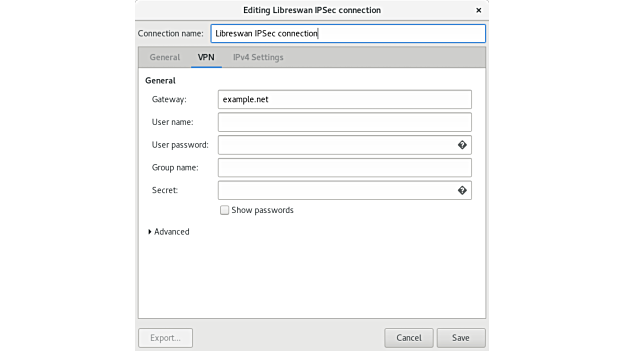 Editing Libreswan IPSec connection
Connection name: Libreswan IPSec connection
General VPN IPv4 Settings
General
Gateway: example.net
User name:
User password:
Group name:
Secret:
Show passwords
Advanced
Export... Cancel Save